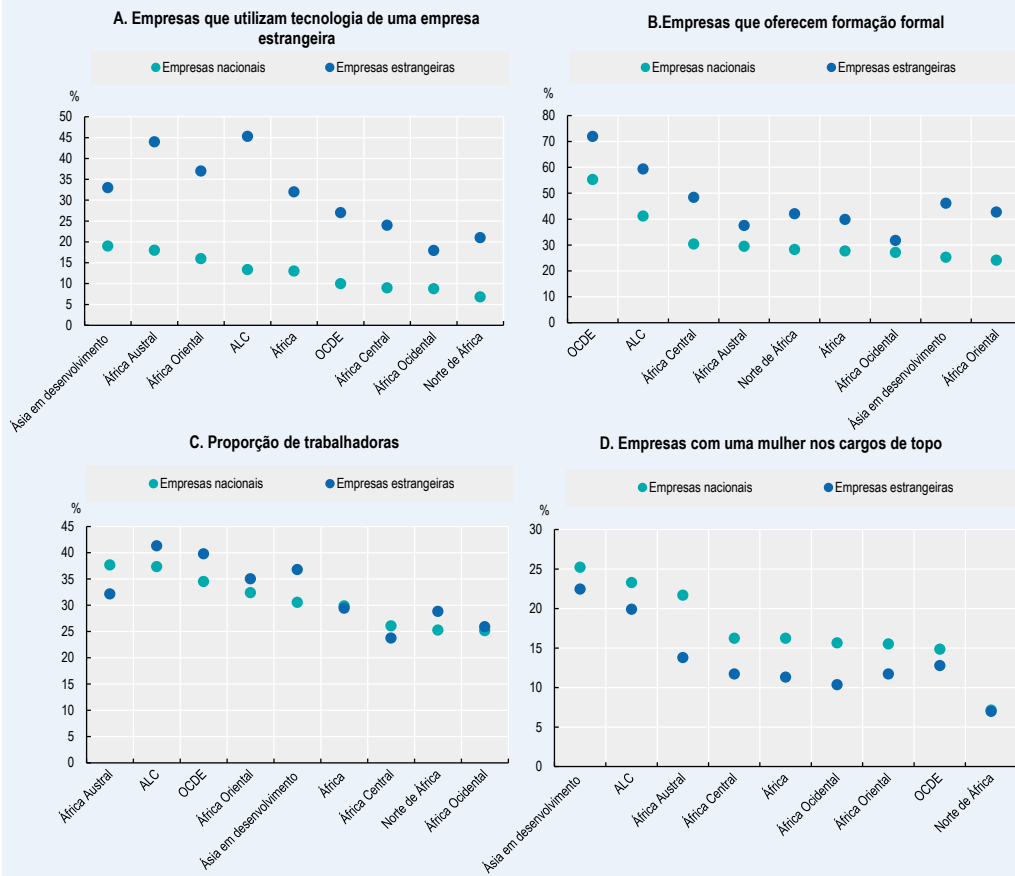 A. Empresas que utilizam tecnologia de uma empresa
estrangeira
Empresas nacionais Empresas estrangeiras
%
50
45
40
35
30
25
20
15
10
5
0
Àsia em desenvolvimento
África Austral
África Oriental
ALC
África
OCDE
África Central
África Ocidental
Norte de África
B.Empresas que oferecem formação formal
Empresas nacionais Empresas estrangeiras
%
80
70
60
50
40
30
20
10
0
OCDE
ALC
África Central
África Austral
Norte de África
África
África Ocidental
Àsia em desenvolvimento
África Oriental
C. Proporção de trabalhadoras
Empresas nacionais Empresas estrangeiras
%
45
40
35
30
25
20
15
10
5
0
África Austral
ALC
OCDE
África Oriental
Àsia em desenvolvimento
África
África Central
Norte de África
África Ocidental
D. Empresas com uma mulher nos cargos de topo
Empresas nacionais Empresas estrangeiras
%
30
25
20
15
10
5
0
Àsia em desenvolvimento
ALC
África Austral
África Central
África
África Ocidental
África Oriental
OCDE
Norte de África